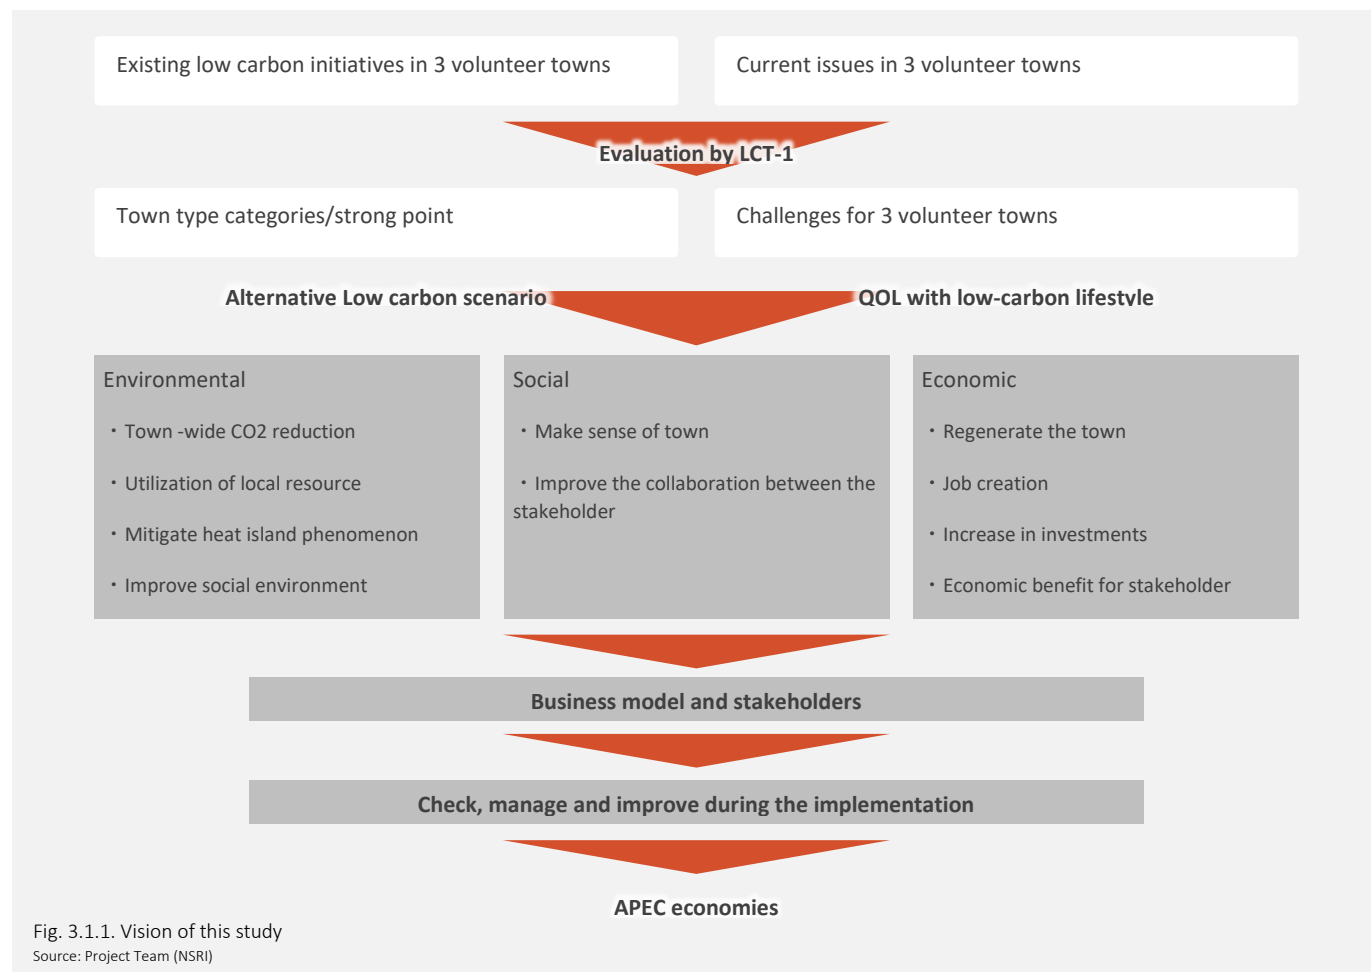 Existing low carbon initiatives in 3 volunteer towns
Current issues in 3 volunteer towns
Evaluation by LCT-1
Town type categories/strong point
Challenges for 3 volunteer towns
Alternative Low carbon scenario
QOL with low-carbon lifestyle
Environmental
・Town -wide CO2 reduction
・Utilization of local resource
・Mitigate heat island phenomenon
・Improve social environment
Social
・Make sense of town
・Improve the collaboration between the
stakeholder
Economic
・Regenerate the town
・Job creation
・Increase in investments
・Economic benefit for stakeholder
Business model and stakeholders
Check, manage and improve during the implementation
APEC economies
Fig. 3.1.1. Vision of this study
Source: Project Team (NSRI)